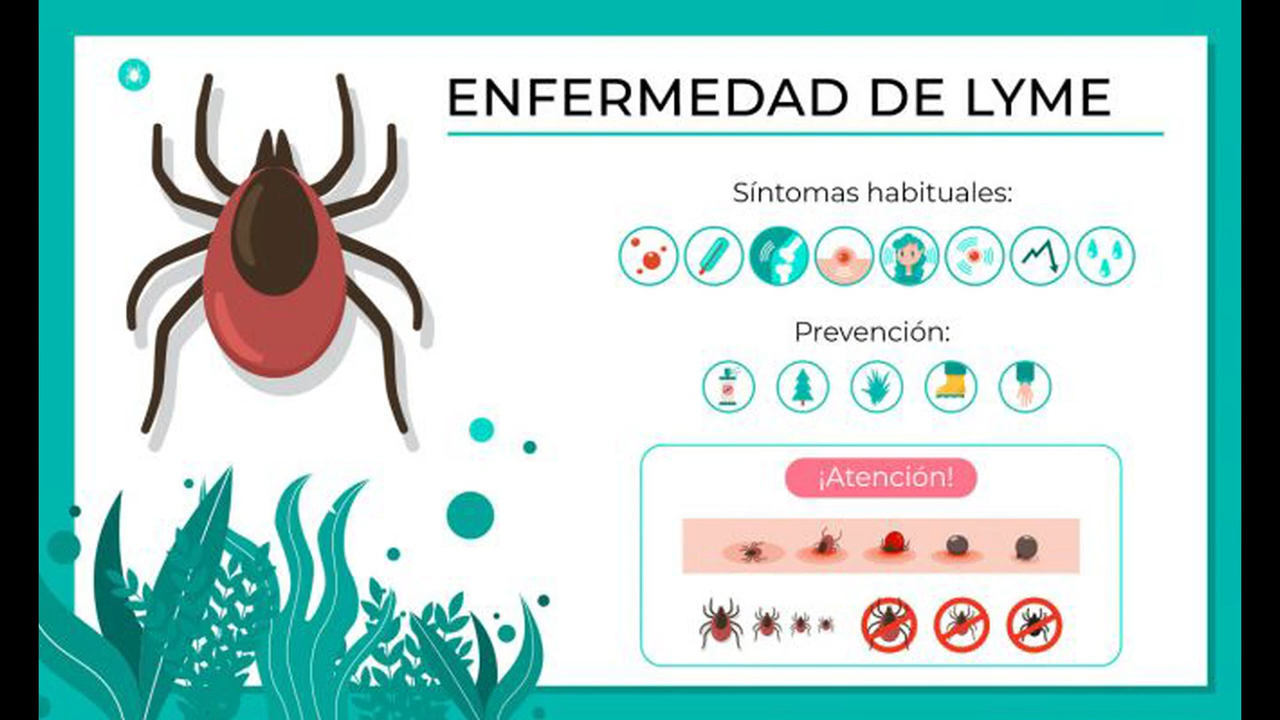 ENFERMEDAD DE LYME
Síntomas habituales:
Prevención:
¡Atención!